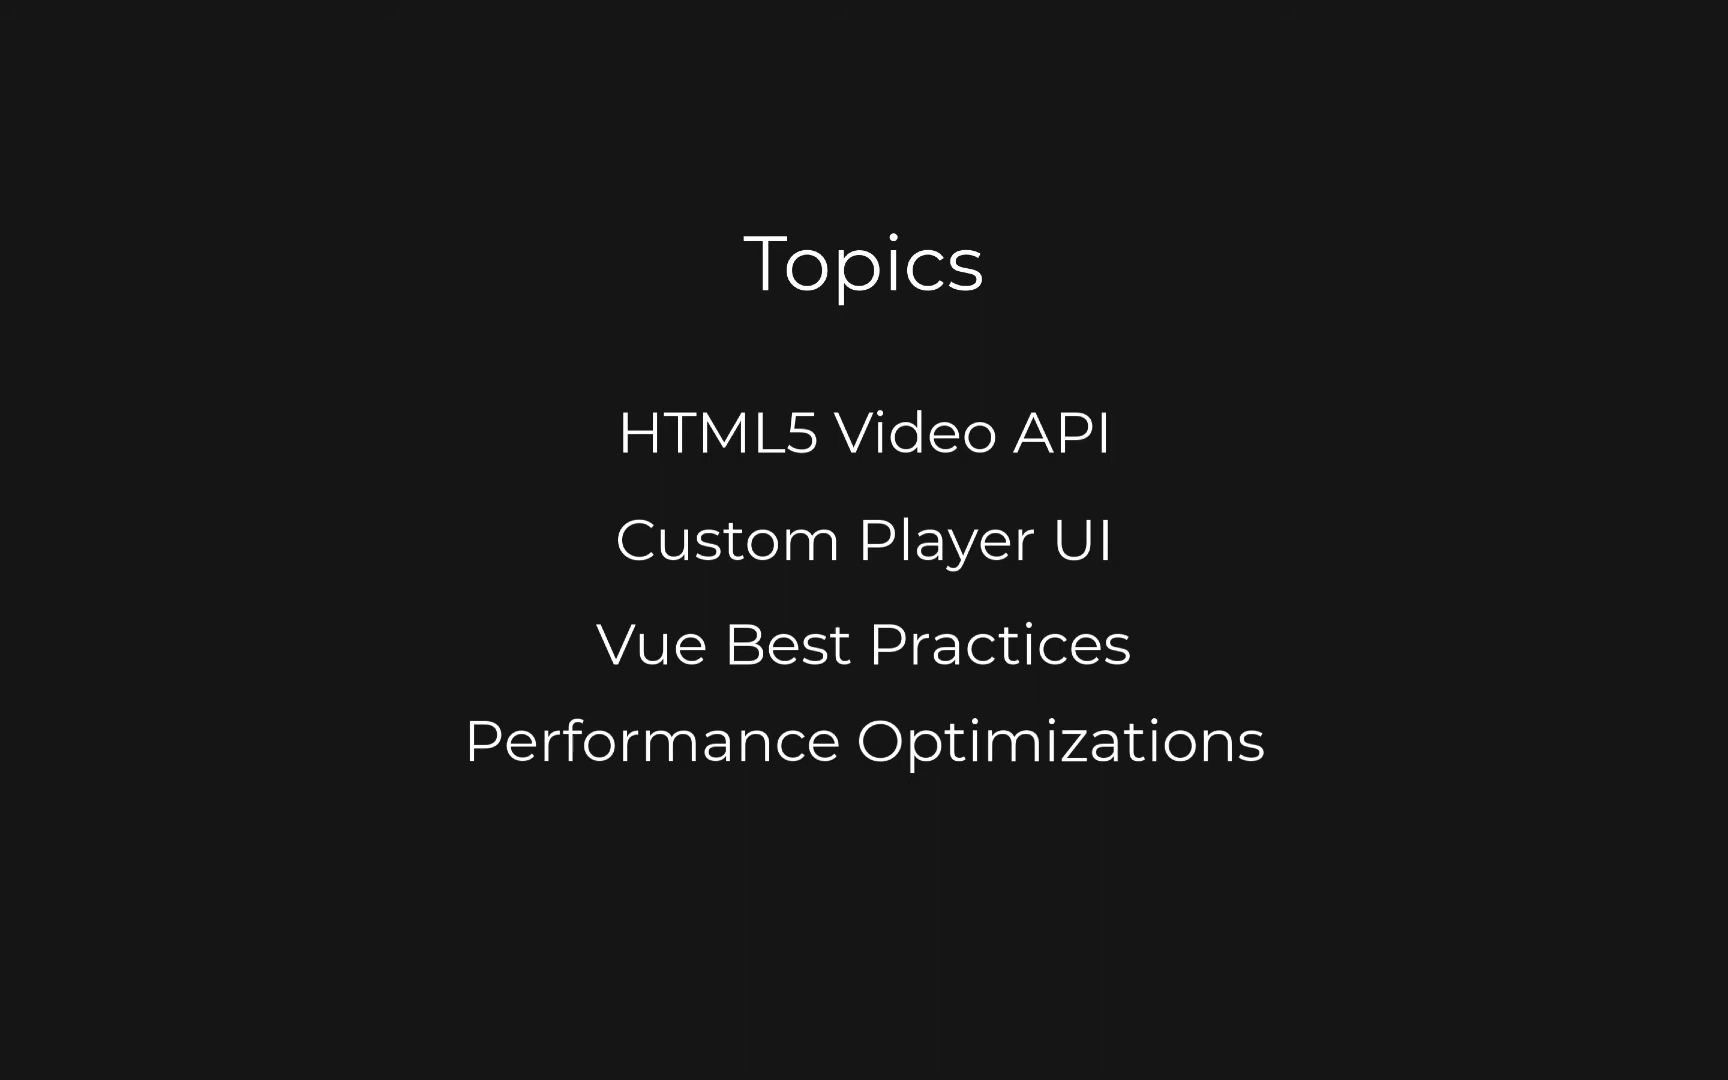 Topics
HTML5 Video API
Custom Player UI
Vue Best Practices
Performance Optimizations